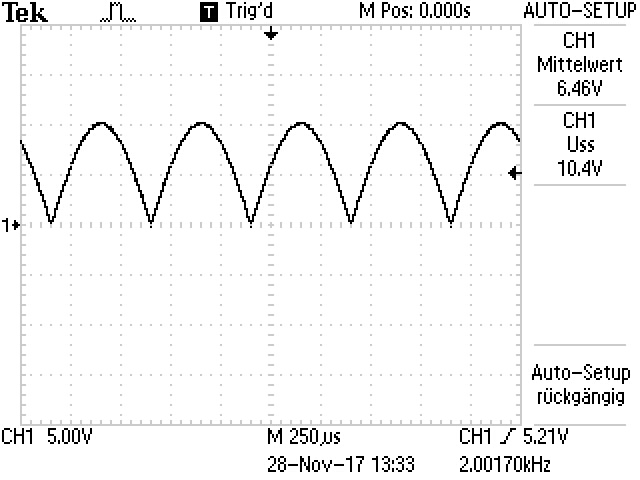 Tek T Trig'd M Pos: 0.000s AUTO-SETUP
CH1
Mittelwert
6.46V
CH1
Uss
10.4V
1
Auto-Setup
rückgängig
CH1 5.00V M 250µs CH1 5.21V
28-Nov-17 13:33 2.00170kHz